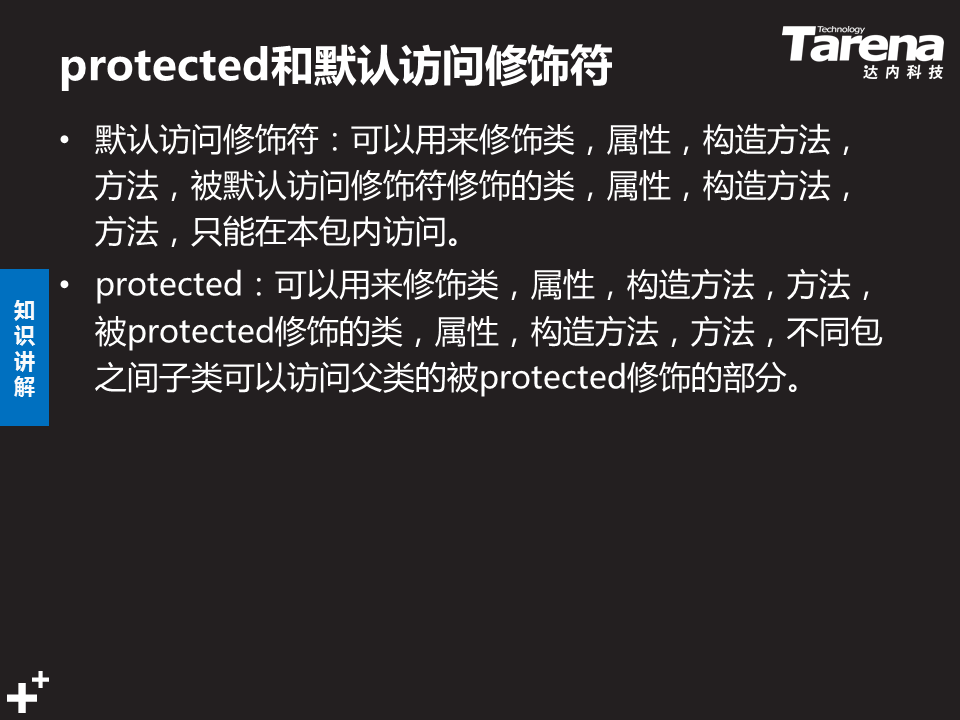 protected和默认访问修饰符
Technology
Tarena
达内科技
• 默认访问修饰符：可以用来修饰类，属性，构造方法，
方法，被默认访问修饰符修饰的类，属性，构造方法，
方法，只能在本包内访问。
• protected：可以用来修饰类，属性，构造方法，方法，
被protected修饰的类，属性，构造方法，方法，不同包
之间子类可以访问父类的被protected修饰的部分。
知
识
讲
解